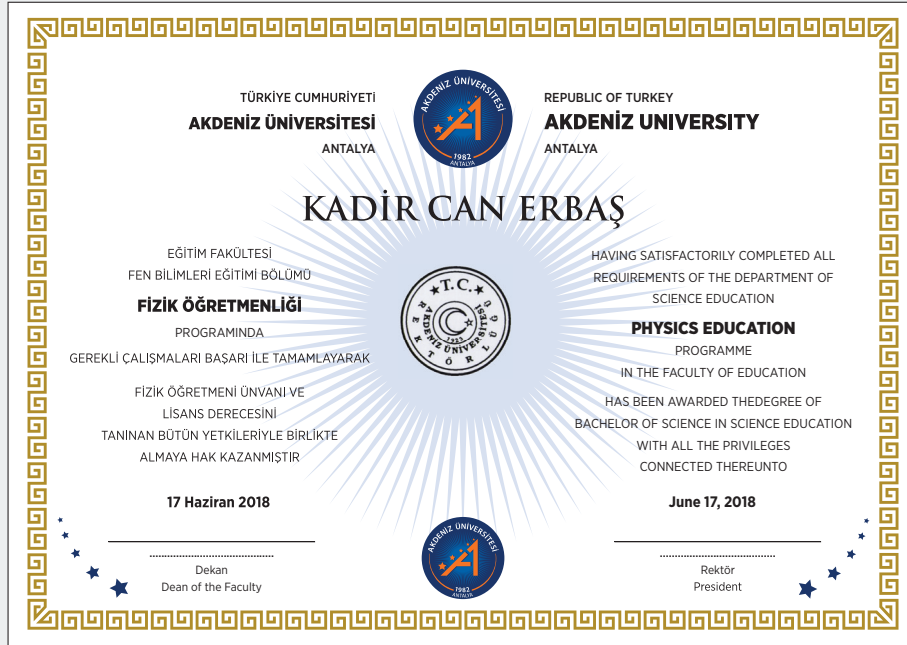 TÜRKİYE CUMHURİYETİ
AKDENİZ ÜNİVERSİTESİ
ANTALYA
AKDENİZ ÜNİVERSİTESİ
1982
ANTALYA
REPUBLIC OF TURKEY
AKDENIZ UNIVERSITY
ANTALYA
KADİR CAN ERBAŞ
EĞİTİM FAKÜLTESİ
FEN BİLİMLERİ EĞİTİMİ BÖLÜMÜ
FİZİK ÖĞRETMENLİĞİ
PROGRAMINDA
GEREKLİ ÇALIŞMALARI BAŞARI İLE TAMAMLAYARAK
FİZİK ÖĞRETMENİ ÜNVANI VE
LİSANS DERECESİNİ
TANINAN BÜTÜN YETKİLERİYLE BİRLİKTE
ALMAYA HAK KAZANMIŞTIR
17 Haziran 2018
T.C.
AKDENİZ ÜNİVERSİTESİ
REKTÖRLÜĞÜ
HAVING SATISFACTORILY COMPLETED ALL
REQUIREMENTS OF THE DEPARTMENT OF
SCIENCE EDUCATION
PHYSICS EDUCATION
PROGRAMME
IN THE FACULTY OF EDUCATION
HAS BEEN AWARDED THEDEGREE OF
BACHELOR OF SCIENCE IN SCIENCE EDUCATION
WITH ALL THE PRIVILEGES
CONNECTED THEREUNTO
June 17, 2018
Dekan
Dean of the Faculty
AKDENİZ ÜNİVERSİTESİ
1982
ANTALYA
Rektör
President